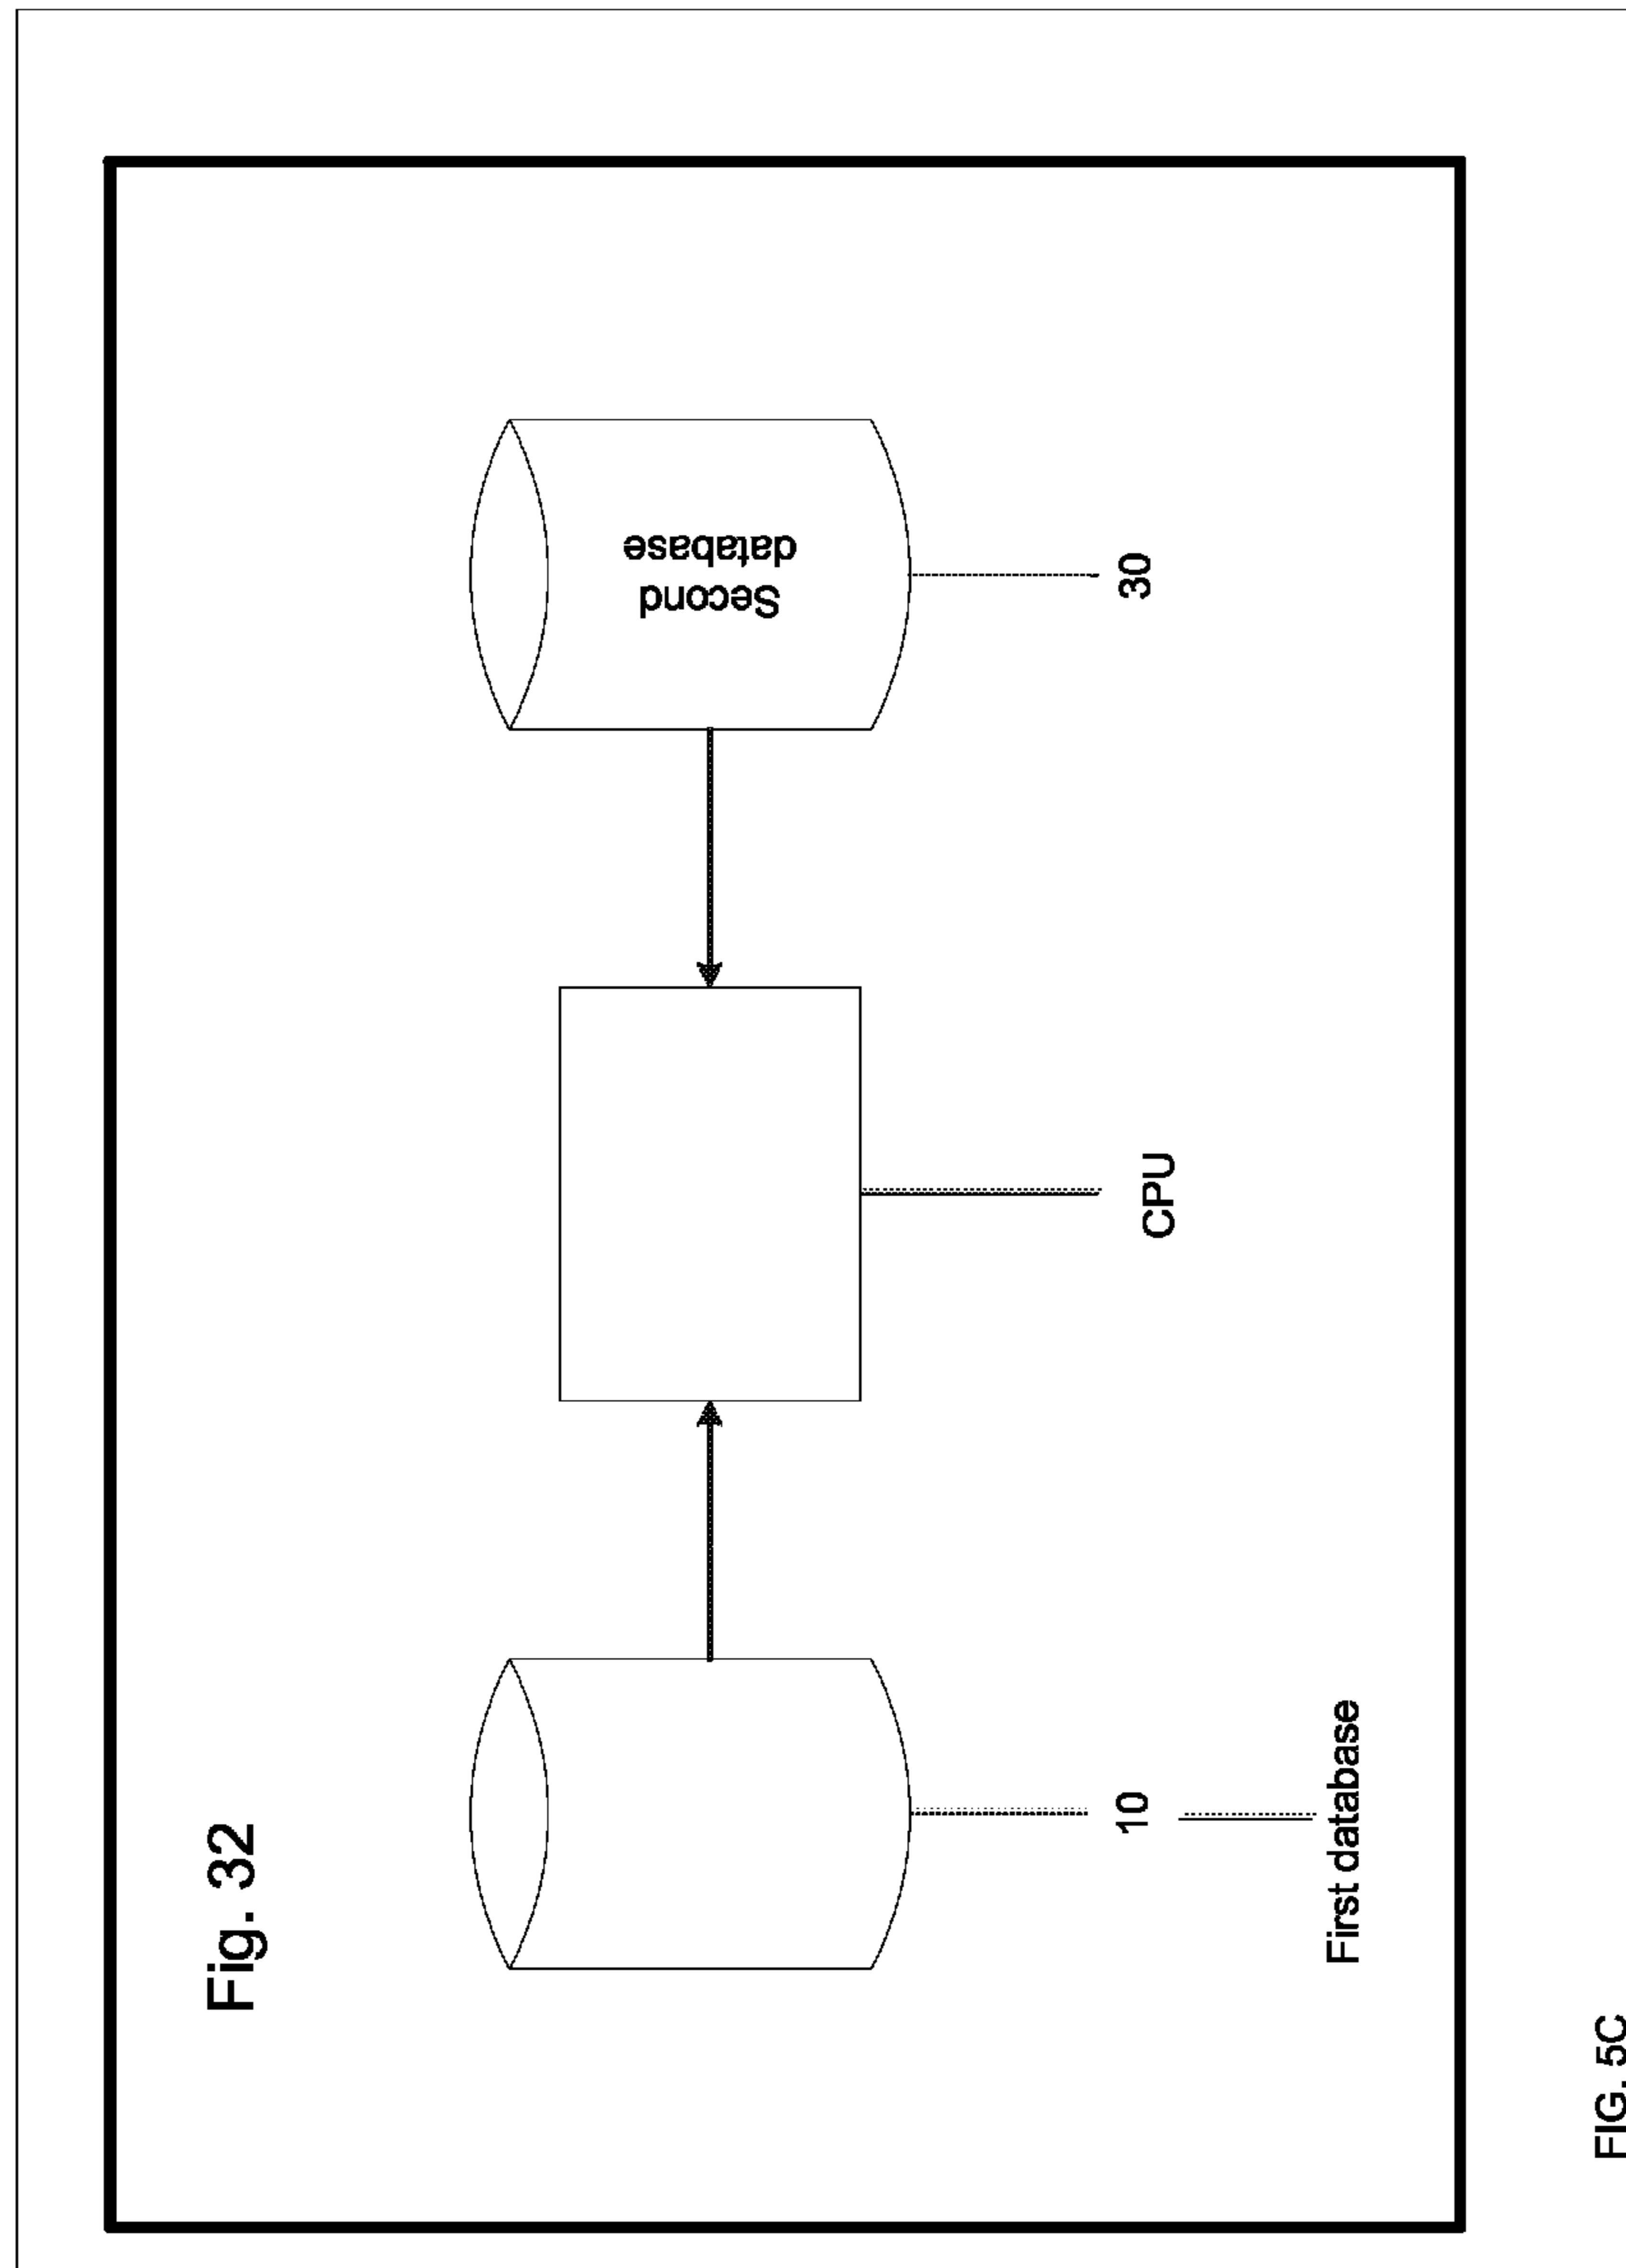 Fig. 32
Second
database
30
CPU
10
First database
FIG. 5C